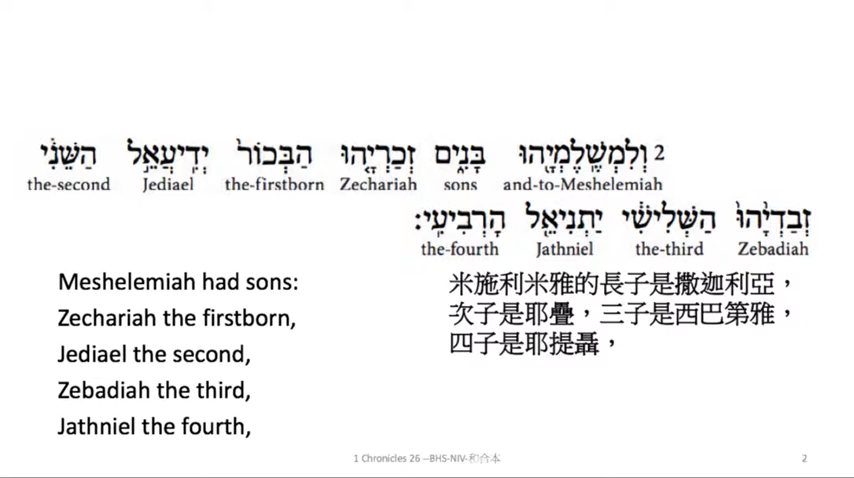 2 וְלִמְשֶֽׁלֶמְיָ֖הוּ בָּנִ֑ים זְכַרְיָ֤הוּ הַבְּכוֹר֙ יְדִֽיעֲאֵ֣ל הַשֵּׁנִ֔י
the-second Jediael the-firstborn Zechariah sons and-to-Meshelemiah
זְבַדְיָ֙הוּ֙ הַשְּׁלִישִׁ֔י יַתְנִיאֵ֖ל הָרְבִיעִֽי׃
the-fourth Jathniel the-third Zebadiah
Meshelemiah had sons:
Zechariah the firstborn,
Jediael the second,
Zebadiah the third,
Jathniel the fourth,
米施利米雅的長子是撒迦利亞，
次子是耶疊，三子是西巴第雅，
四子是耶提聶，
1 Chronicles 26 --BHS-NIV-和合本
2